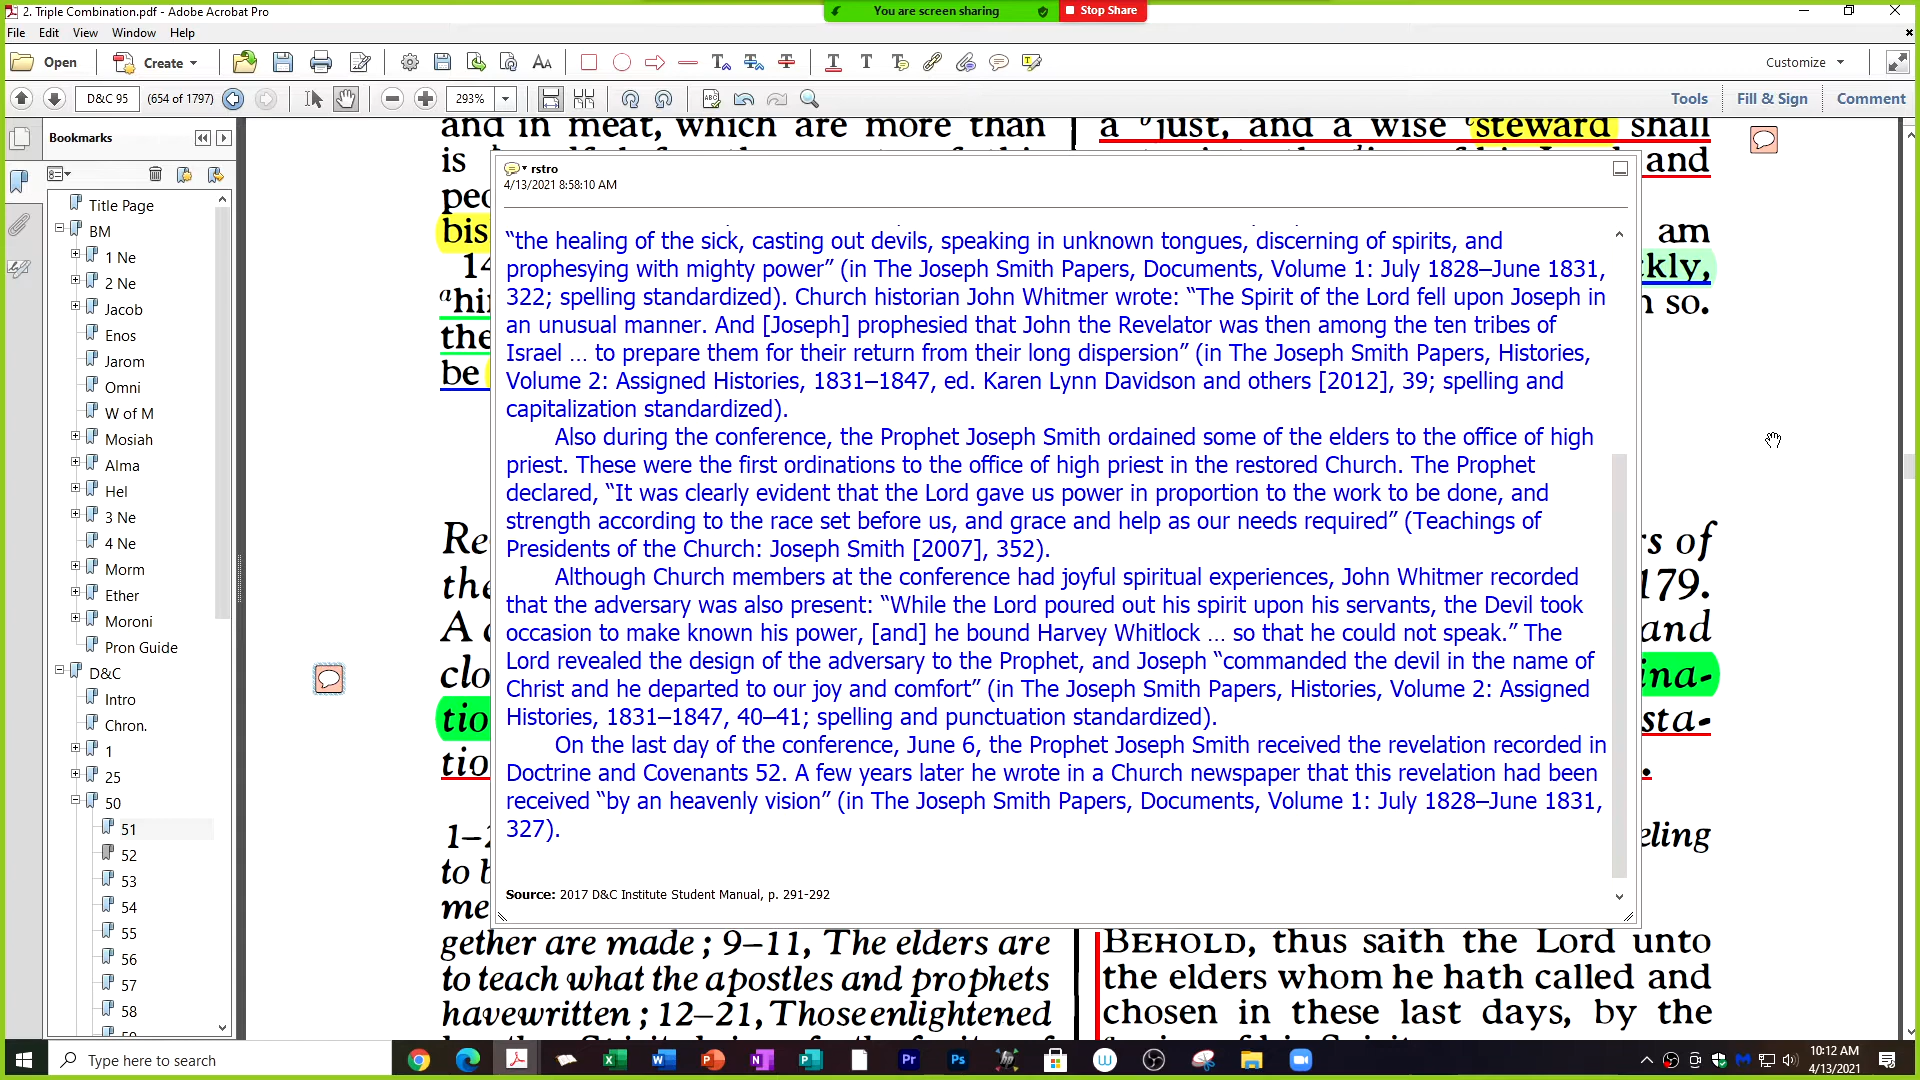 2. Triple Combination.pdf - Adobe Acrobat Pro
You are screen sharing
Stop Share
File Edit View Window Help
Open
Create
Customize
D&C 95
(654 of 1797)
293%
Tools
Fill & Sign
Comment
Bookmarks
Title Page
BM
1 Ne
2 Ne
Jacob
Enos
Jarom
Omni
W of M
Mosiah
Alma
Hel
3 Ne
4 Ne
Morm
Ether
Moroni
Pron Guide
D&C
Intro
Chron.
1
25
50
51
52
53
54
55
56
57
58
and in meat, which are more than
is
peo
bis
14
a him
the
be
Re
the
A c
clo
tio
tio
1–2
to b
me
gether are made; 9–11, The elders are
to teach what the apostles and prophets
have written; 12–21, Those enlightened
a b just, and a wise c steward shall
and
am
kly,
n so.
rs of
179.
and
ina-
sta-
eling
BEHOLD, thus saith the Lord unto
the elders whom he hath called and
chosen in these last days, by the
rstro
4/13/2021 8:58:10 AM
“the healing of the sick, casting out devils, speaking in unknown tongues, discerning of spirits, and
prophesying with mighty power” (in The Joseph Smith Papers, Documents, Volume 1: July 1828–June 1831,
322; spelling standardized). Church historian John Whitmer wrote: “The Spirit of the Lord fell upon Joseph in
an unusual manner. And [Joseph] prophesied that John the Revelator was then among the ten tribes of
Israel … to prepare them for their return from their long dispersion” (in The Joseph Smith Papers, Histories,
Volume 2: Assigned Histories, 1831–1847, ed. Karen Lynn Davidson and others [2012], 39; spelling and
capitalization standardized).
Also during the conference, the Prophet Joseph Smith ordained some of the elders to the office of high
priest. These were the first ordinations to the office of high priest in the restored Church. The Prophet
declared, “It was clearly evident that the Lord gave us power in proportion to the work to be done, and
strength according to the race set before us, and grace and help as our needs required” (Teachings of
Presidents of the Church: Joseph Smith [2007], 352).
Although Church members at the conference had joyful spiritual experiences, John Whitmer recorded
that the adversary was also present: “While the Lord poured out his spirit upon his servants, the Devil took
occasion to make known his power, [and] he bound Harvey Whitlock … so that he could not speak.” The
Lord revealed the design of the adversary to the Prophet, and Joseph “commanded the devil in the name of
Christ and he departed to our joy and comfort” (in The Joseph Smith Papers, Histories, Volume 2: Assigned
Histories, 1831–1847, 40–41; spelling and punctuation standardized).
On the last day of the conference, June 6, the Prophet Joseph Smith received the revelation recorded in
Doctrine and Covenants 52. A few years later he wrote in a Church newspaper that this revelation had been
received “by an heavenly vision” (in The Joseph Smith Papers, Documents, Volume 1: July 1828–June 1831,
327).
Source: 2017 D&C Institute Student Manual, p. 291-292
Type here to search
10:12 AM
4/13/2021